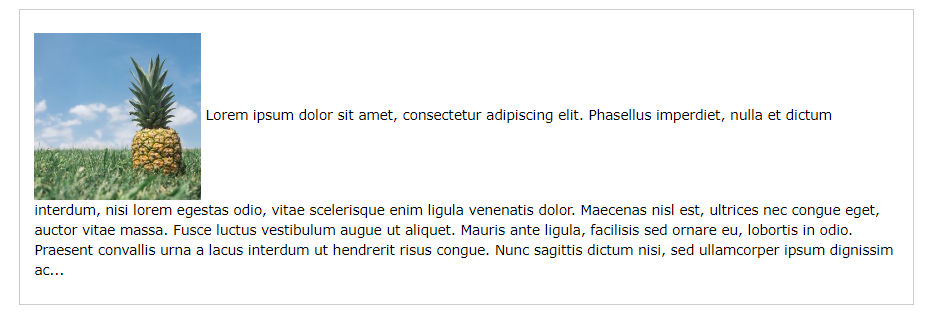 Lorem ipsum dolor sit amet, consectetur adipiscing elit. Phasellus imperdiet, nulla et dictum
interdum, nisi lorem egestas odio, vitae scelerisque enim ligula venenatis dolor. Maecenas nisl est, ultrices nec congue eget,
auctor vitae massa. Fusce luctus vestibulum augue ut aliquet. Mauris ante ligula, facilisis sed ornare eu, lobortis in odio.
Praesent convallis urna a lacus interdum ut hendrerit risus congue. Nunc sagittis dictum nisi, sed ullamcorper ipsum dignissim
ac...